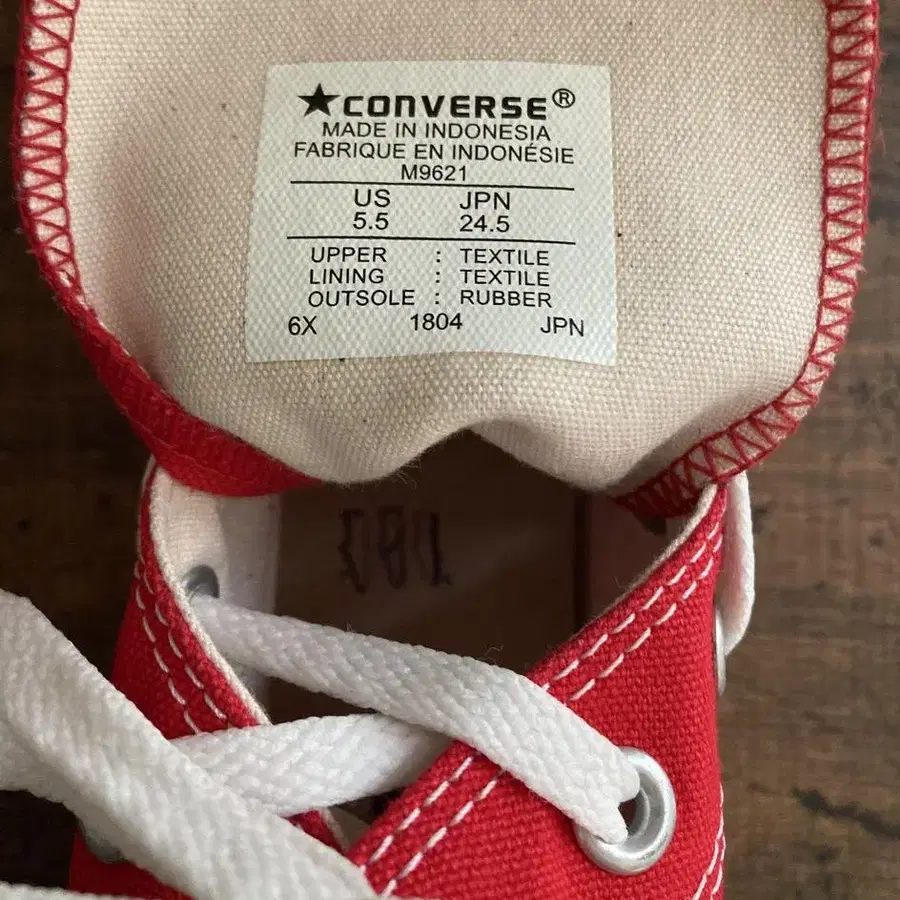 ★CONVERSE®
MADE IN INDONESIA
FABRIQUE EN INDONÉSIE
M9621
US JPN
5.5 24.5
UPPER : TEXTILE
LINING : TEXTILE
OUTSOLE : RUBBER
6X 1804 JPN